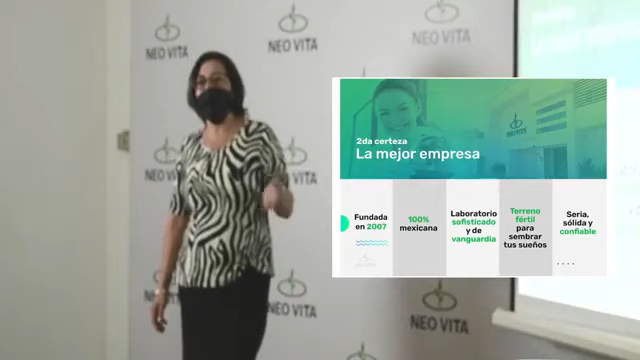 NEO VITA
NEO VITA
NEO VITA
NEO VITA
NEO VITA
NEO VITA
NEO VITA
NEO VITA
2da certeza
La mejor empresa
Fundada
en 2007
100%
mexicana
Laboratorio
sofisticado
y de
vanguardia
Terreno
fértil
para
sembrar
tus sueños
Seria,
sólida y
confiable